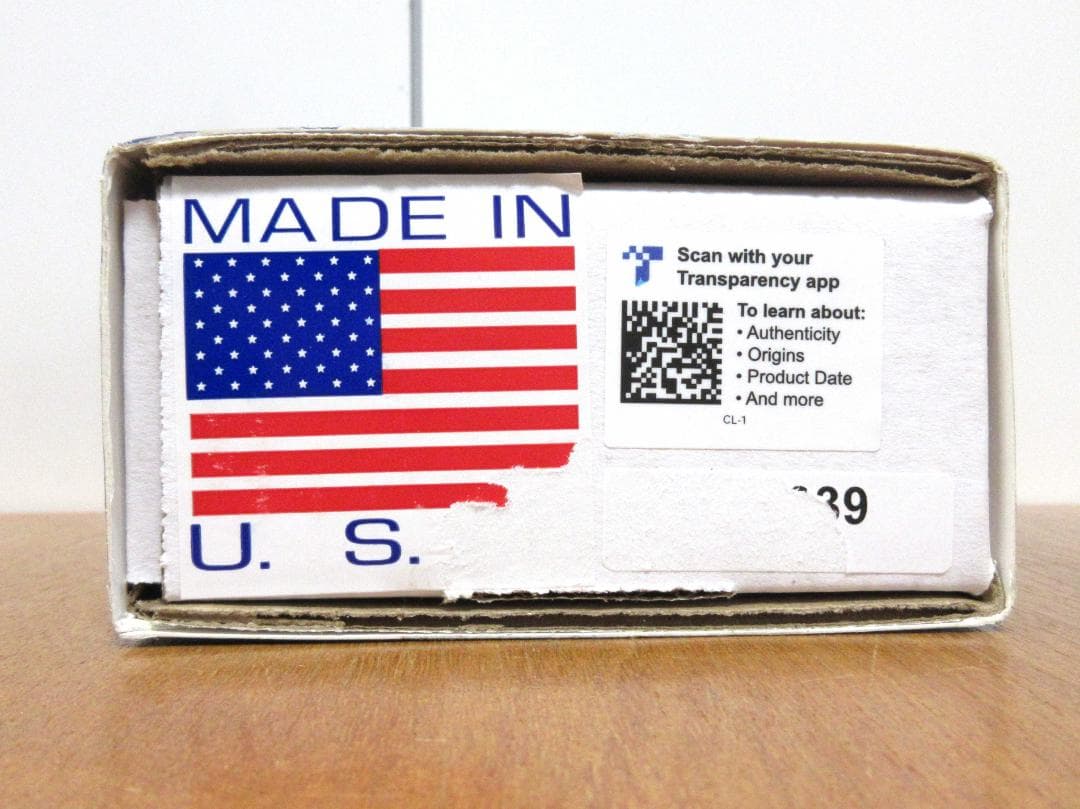 MADE IN
U. S.
Scan with your
Transparency app
To learn about:
• Authenticity
• Origins
• Product Date
• And more
CL-1
39